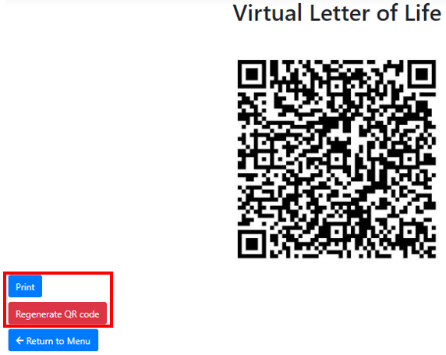 Virtual Letter of Life
Print
Regenerate QR code
← Return to Menu